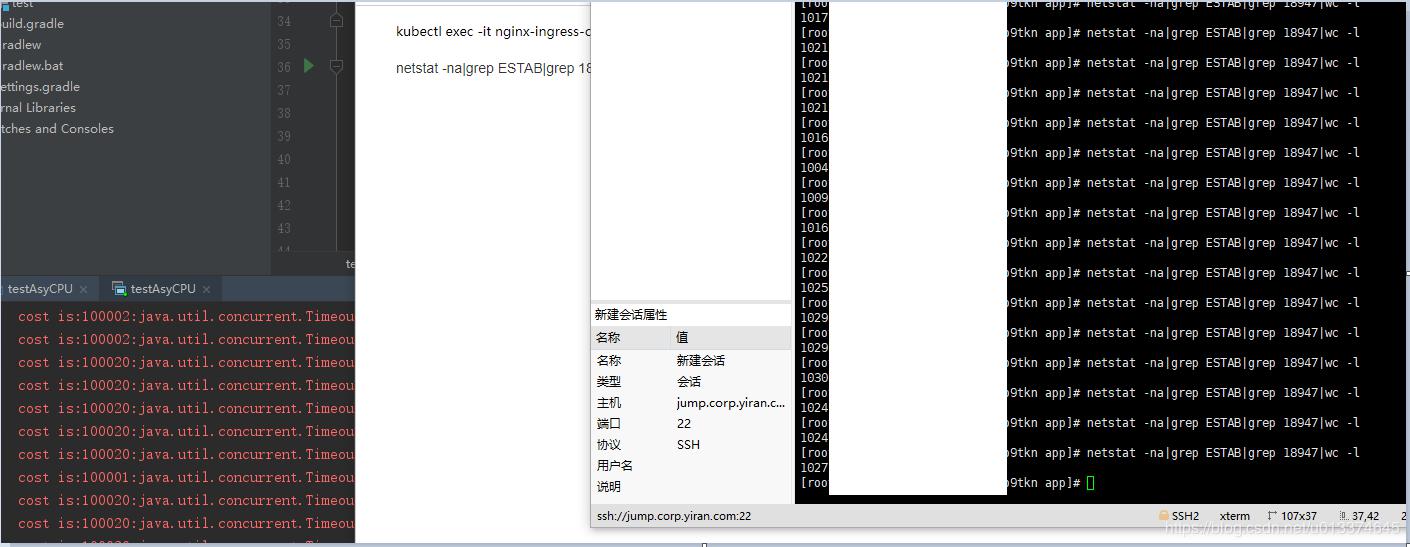 test
uild.gradle
radlew
radlew.bat
ettings.gradle
rnal Libraries
tches and Consoles
34
35
36
37
38
39
40
41
42
43
44
te
testAsyCPU
testAsyCPU
cost is:100002:java.util.concurrent.Timeou
cost is:100002:java.util.concurrent.Timeou
cost is:100020:java.util.concurrent.Timeou
cost is:100020:java.util.concurrent.Timeou
cost is:100020:java.util.concurrent.Timeou
cost is:100020:java.util.concurrent.Timeou
cost is:100020:java.util.concurrent.Timeou
cost is:100001:java.util.concurrent.Timeou
cost is:100020:java.util.concurrent.Timeou
cost is:100020:java.util.concurrent.Timeou
kubectl exec -it nginx-ingress-c
netstat -na|grep ESTAB|grep 18
新建会话属性
名称 值
名称 新建会话
类型 会话
主机 jump.corp.yiran.c...
端口 22
协议 SSH
用户名
说明
[roo 9tkn app]# netstat -na|grep ESTAB|grep 18947|wc -l
1017
[roo 9tkn app]# netstat -na|grep ESTAB|grep 18947|wc -l
1021
[roo 9tkn app]# netstat -na|grep ESTAB|grep 18947|wc -l
1021
[roo 9tkn app]# netstat -na|grep ESTAB|grep 18947|wc -l
1021
[roo 9tkn app]# netstat -na|grep ESTAB|grep 18947|wc -l
1016
[roo 9tkn app]# netstat -na|grep ESTAB|grep 18947|wc -l
1004
[roo 9tkn app]# netstat -na|grep ESTAB|grep 18947|wc -l
1009
[roo 9tkn app]# netstat -na|grep ESTAB|grep 18947|wc -l
1016
[roo 9tkn app]# netstat -na|grep ESTAB|grep 18947|wc -l
1022
[roo 9tkn app]# netstat -na|grep ESTAB|grep 18947|wc -l
1025
[roo 9tkn app]# netstat -na|grep ESTAB|grep 18947|wc -l
1029
[roo 9tkn app]# netstat -na|grep ESTAB|grep 18947|wc -l
1029
[roo 9tkn app]# netstat -na|grep ESTAB|grep 18947|wc -l
1030
[roo 9tkn app]# netstat -na|grep ESTAB|grep 18947|wc -l
1024
[roo 9tkn app]# netstat -na|grep ESTAB|grep 18947|wc -l
1024
[roo 9tkn app]# netstat -na|grep ESTAB|grep 18947|wc -l
1027
[roo 9tkn app]#
ssh://jump.corp.yiran.com:22 SSH2 xterm 107x37 37,42 2
https://blog.csdn.net/u013374645